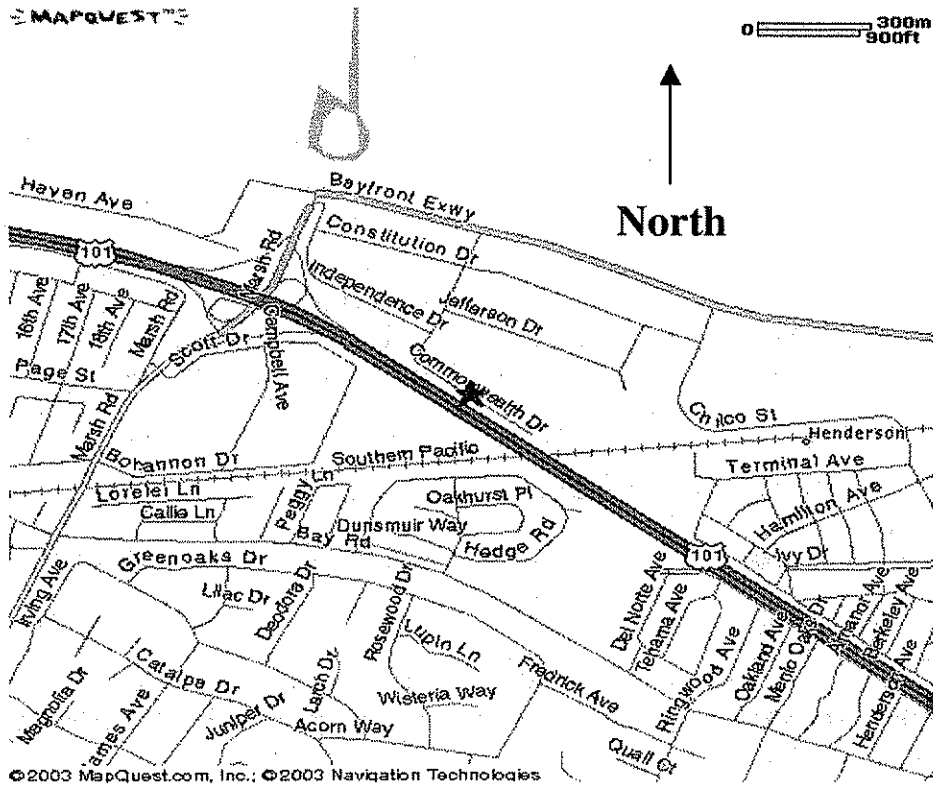 MAPQUEST
300m
0
900ft
North
Haven Ave
Bayfront Exwy
Constitution Dr
101
Marsh Rd
Independence Dr
Jefferson Dr
16th Ave
17th Ave
18th Ave
Marsh Rd
Scott Dr
Campbell Ave
Page St
Commonwealth Dr
Marsh Rd
Chilco St
Bohannon Dr
Southern Pacific
Henderson
Terminal Ave
Lorelei Ln
Callie Ln
Peggy Ln
Oakhurst Pl
Hamilton Ave
Dunsmuir Way
Bay Rd
Hedge Rd
Greenoaks Dr
101
Ivy Dr
Irving Ave
Lilac Dr
Deodora Dr
Rosewood Dr
Del Norte Ave
Tehama Ave
Lupin Ln
Ringwood Ave
Oakland Ave
Menlo Oaks Dr
Berkeley Ave
Catalpa Dr
Larch Dr
Fredrick Ave
Magnolia Dr
James Ave
Juniper Dr
Wisteria Way
Acorn Way
Henderson Ave
Quail Ct
©2003 MapQuest.com, Inc.; ©2003 Navigation Technologies